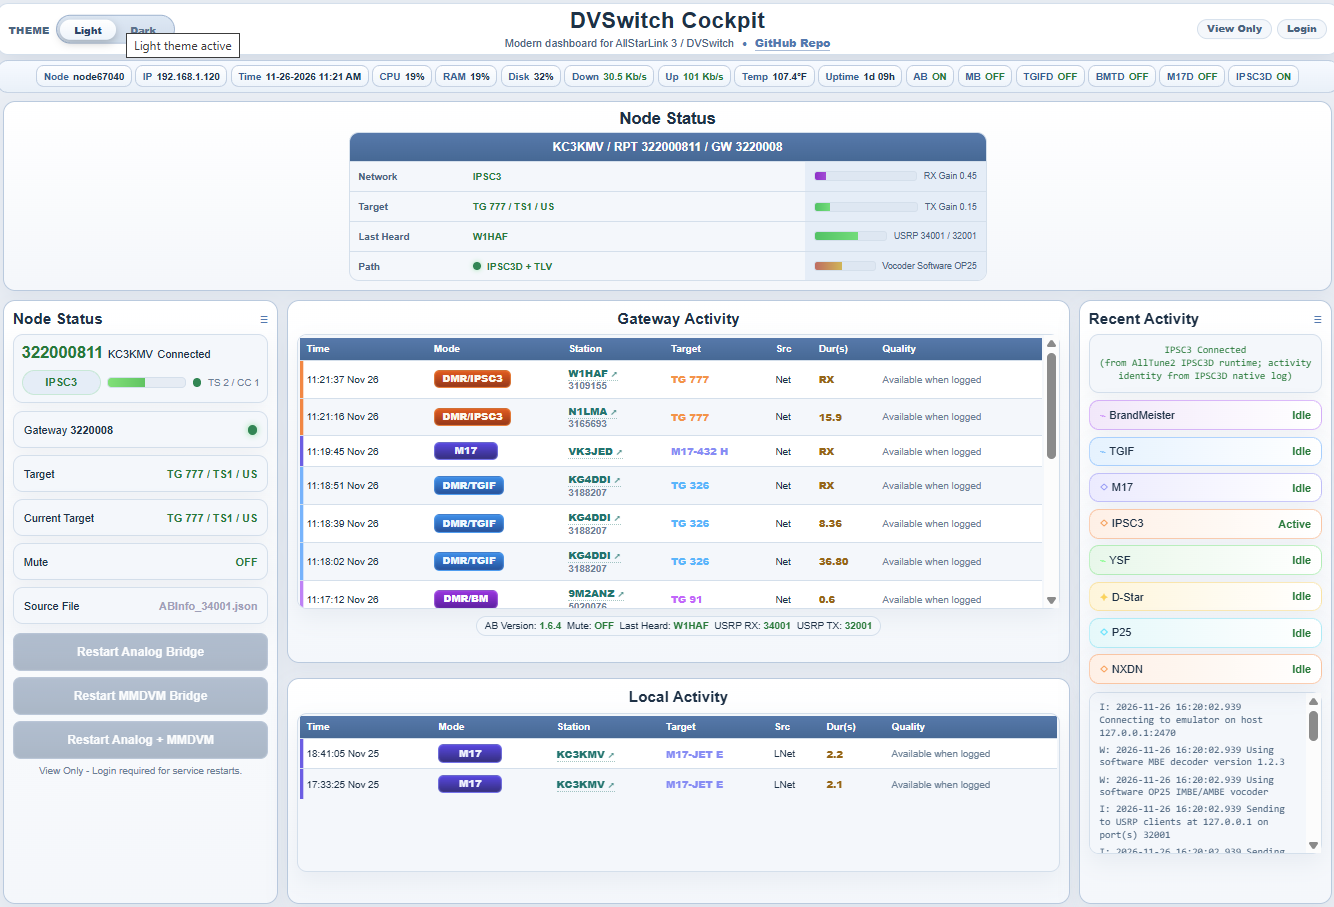 THEME
Light
Dark
Light theme active
DVSwitch Cockpit
Modern dashboard for AllStarLink 3 / DVSwitch • GitHub Repo
View Only
Login
Node node67040
IP 192.168.1.120
Time 11-26-2026 11:21 AM
CPU 19%
RAM 19%
Disk 32%
Down 30.5 Kb/s
Up 101 Kb/s
Temp 107.4°F
Uptime 1d 09h
AB ON
MB OFF
TGIFD OFF
BMTD OFF
M17D OFF
IPSC3D ON
Node Status
KC3KMV / RPT 322000811 / GW 3220008
Network IPSC3 RX Gain 0.45
Target TG 777 / TS1 / US TX Gain 0.15
Last Heard W1HAF USRP 34001 / 32001
Path IPSC3D + TLV Vocoder Software OP25
Node Status
322000811 KC3KMV Connected
IPSC3 TS 2 / CC 1
Gateway 3220008
Target TG 777 / TS1 / US
Current Target TG 777 / TS1 / US
Mute OFF
Source File ABInfo_34001.json
Restart Analog Bridge
Restart MMDVM Bridge
Restart Analog + MMDVM
View Only - Login required for service restarts.
Gateway Activity
Time Mode Station Target Src Dur(s) Quality
11:21:37 Nov 26 DMR/IPSC3 W1HAF ↗ 3109155 TG 777 Net RX Available when logged
11:21:16 Nov 26 DMR/IPSC3 N1LMA ↗ 3165693 TG 777 Net 15.9 Available when logged
11:19:45 Nov 26 M17 VK3JED ↗ M17-432 H Net RX Available when logged
11:18:51 Nov 26 DMR/TGIF KG4DDI ↗ 3188207 TG 326 Net RX Available when logged
11:18:39 Nov 26 DMR/TGIF KG4DDI ↗ 3188207 TG 326 Net 8.36 Available when logged
11:18:02 Nov 26 DMR/TGIF KG4DDI ↗ 3188207 TG 326 Net 36.80 Available when logged
11:17:12 Nov 26 DMR/BM 9M2ANZ ↗ 5020076 TG 91 Net 0.6 Available when logged
AB Version: 1.6.4 Mute: OFF Last Heard: W1HAF USRP RX: 34001 USRP TX: 32001
Local Activity
Time Mode Station Target Src Dur(s) Quality
18:41:05 Nov 25 M17 KC3KMV ↗ M17-JET E LNet 2.2 Available when logged
17:33:25 Nov 25 M17 KC3KMV ↗ M17-JET E LNet 2.1 Available when logged
Recent Activity
IPSC3 Connected
(from AllTune2 IPSC3D runtime; activity
identity from IPSC3D native log)
BrandMeister Idle
TGIF Idle
M17 Idle
IPSC3 Active
YSF Idle
D-Star Idle
P25 Idle
NXDN Idle
I: 2026-11-26 16:20:02.939
Connecting to emulator on host
127.0.0.1:2470
W: 2026-11-26 16:20:02.939 Using
software MBE decoder version 1.2.3
W: 2026-11-26 16:20:02.939 Using
software OP25 IMBE/AMBE vocoder
I: 2026-11-26 16:20:02.939 Sending
to USRP clients at 127.0.0.1 on
port(s) 32001
I: 2026-11-26 16:20:02.939 Sending